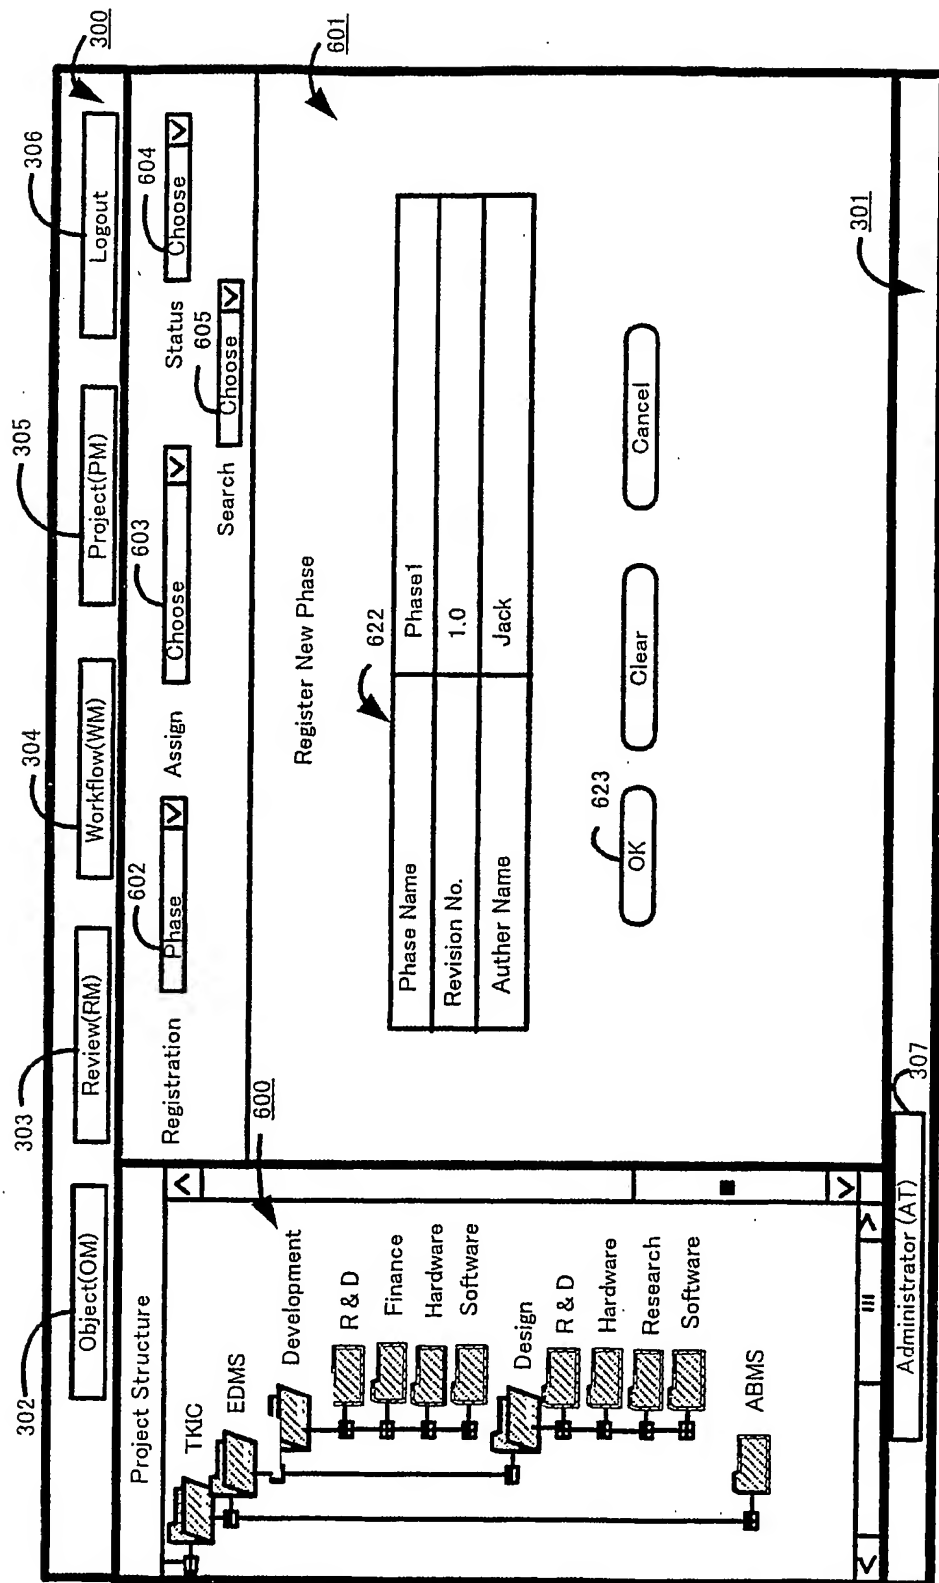 300
302
303
304
305
306
Object(OM)
Review(RM)
Workflow(WM)
Project(PM)
Logout
Project Structure
TKIC
EDMS
Development
R & D
Finance
Hardware
Software
Design
R & D
Hardware
Research
Software
ABMS
600
602
603
604
Registration
Phase
Assign
Choose
Status
Choose
605
Search
Choose
601
Register New Phase
622
Phase Name
Phase1
Revision No.
1.0
Auther Name
Jack
623
OK
Clear
Cancel
307
Administrator (AT)
301